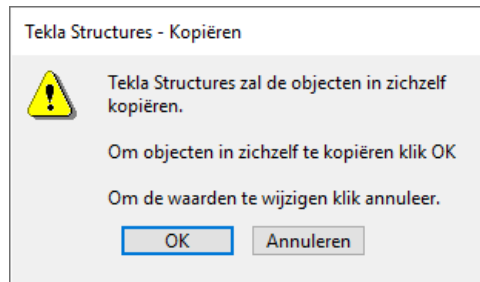 Tekla Structures - Kopiëren
Tekla Structures zal de objecten in zichzelf
kopiëren.
Om objecten in zichzelf te kopiëren klik OK
Om de waarden te wijzigen klik annuleer.
OK
Annuleren